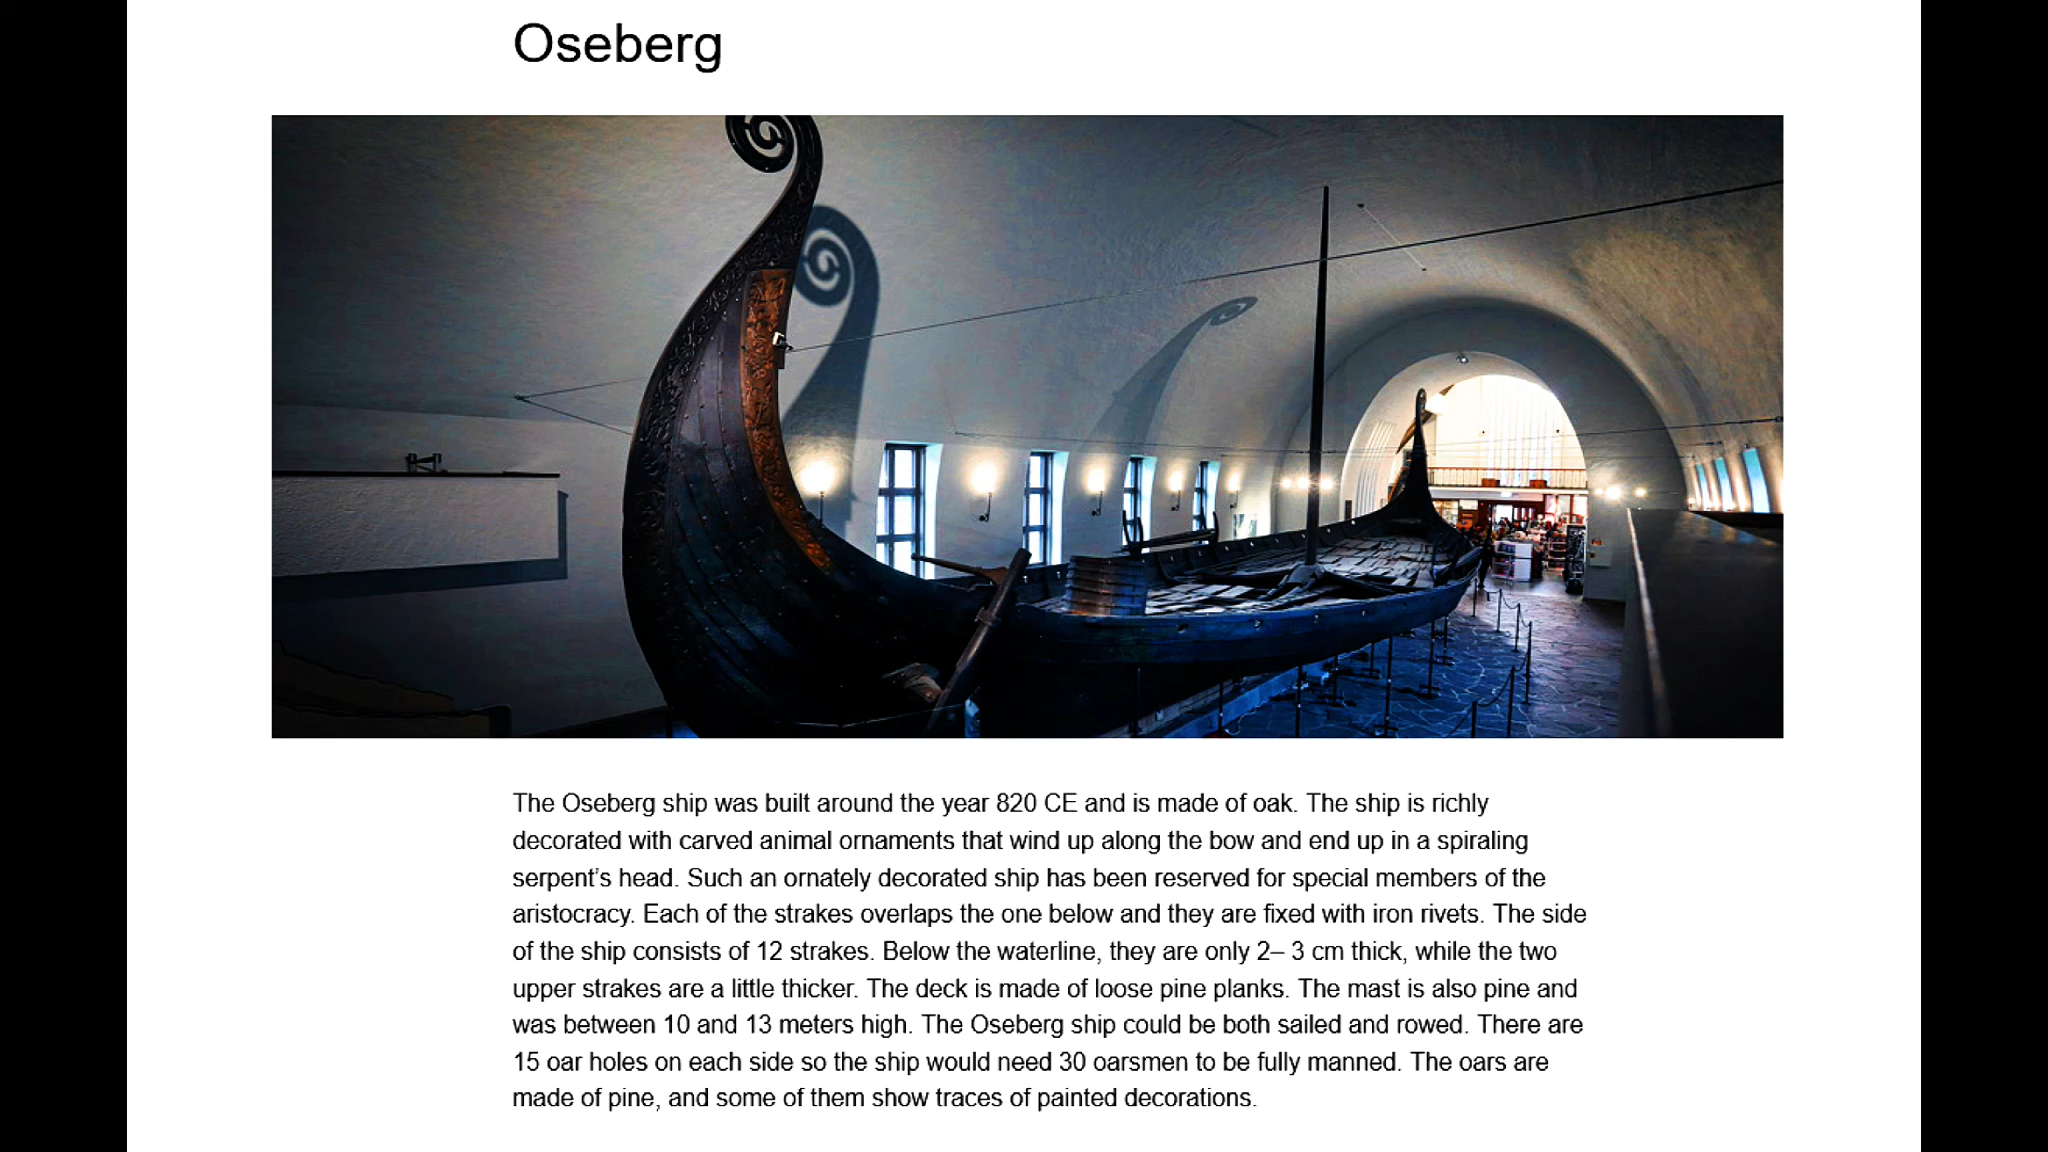 Oseberg
The Oseberg ship was built around the year 820 CE and is made of oak. The ship is richly
decorated with carved animal ornaments that wind up along the bow and end up in a spiraling
serpent’s head. Such an ornately decorated ship has been reserved for special members of the
aristocracy. Each of the strakes overlaps the one below and they are fixed with iron rivets. The side
of the ship consists of 12 strakes. Below the waterline, they are only 2– 3 cm thick, while the two
upper strakes are a little thicker. The deck is made of loose pine planks. The mast is also pine and
was between 10 and 13 meters high. The Oseberg ship could be both sailed and rowed. There are
15 oar holes on each side so the ship would need 30 oarsmen to be fully manned. The oars are
made of pine, and some of them show traces of painted decorations.